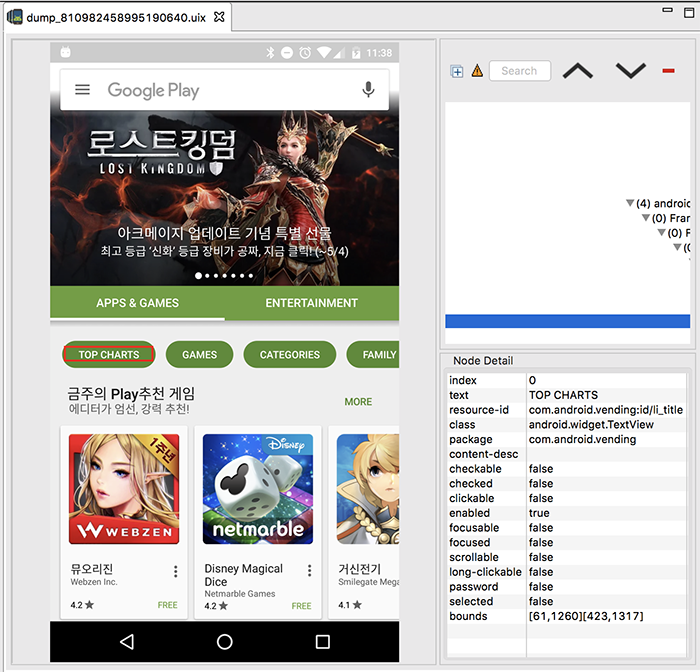 dump_810982458995190640.uix
11:38
Google Play
로스트킹덤
LOST KINGDOM
아크메이지 업데이트 기념 특별 선물
최고 등급 '신화' 등급 장비가 공짜, 지금 클릭! (~5/4)
APPS & GAMES
ENTERTAINMENT
TOP CHARTS
GAMES
CATEGORIES
FAMILY
금주의 Play추천 게임
에디터가 엄선, 강력 추천!
MORE
1주년
WEBZEN
Disney
netmarble
뮤오리진
Webzen Inc.
4.2★
FREE
Disney Magical
Dice
Netmarble Games
4.2★
FREE
거신전기
Smilegate Mega
4.1★
Search
(4) android
(0) Fran
(0) F
(0
Node Detail
index 0
text TOP CHARTS
resource-id com.android.vending:id/li_title
class android.widget.TextView
package com.android.vending
content-desc
checkable false
checked false
clickable false
enabled true
focusable false
focused false
scrollable false
long-clickable false
password false
selected false
bounds [61,1260][423,1317]